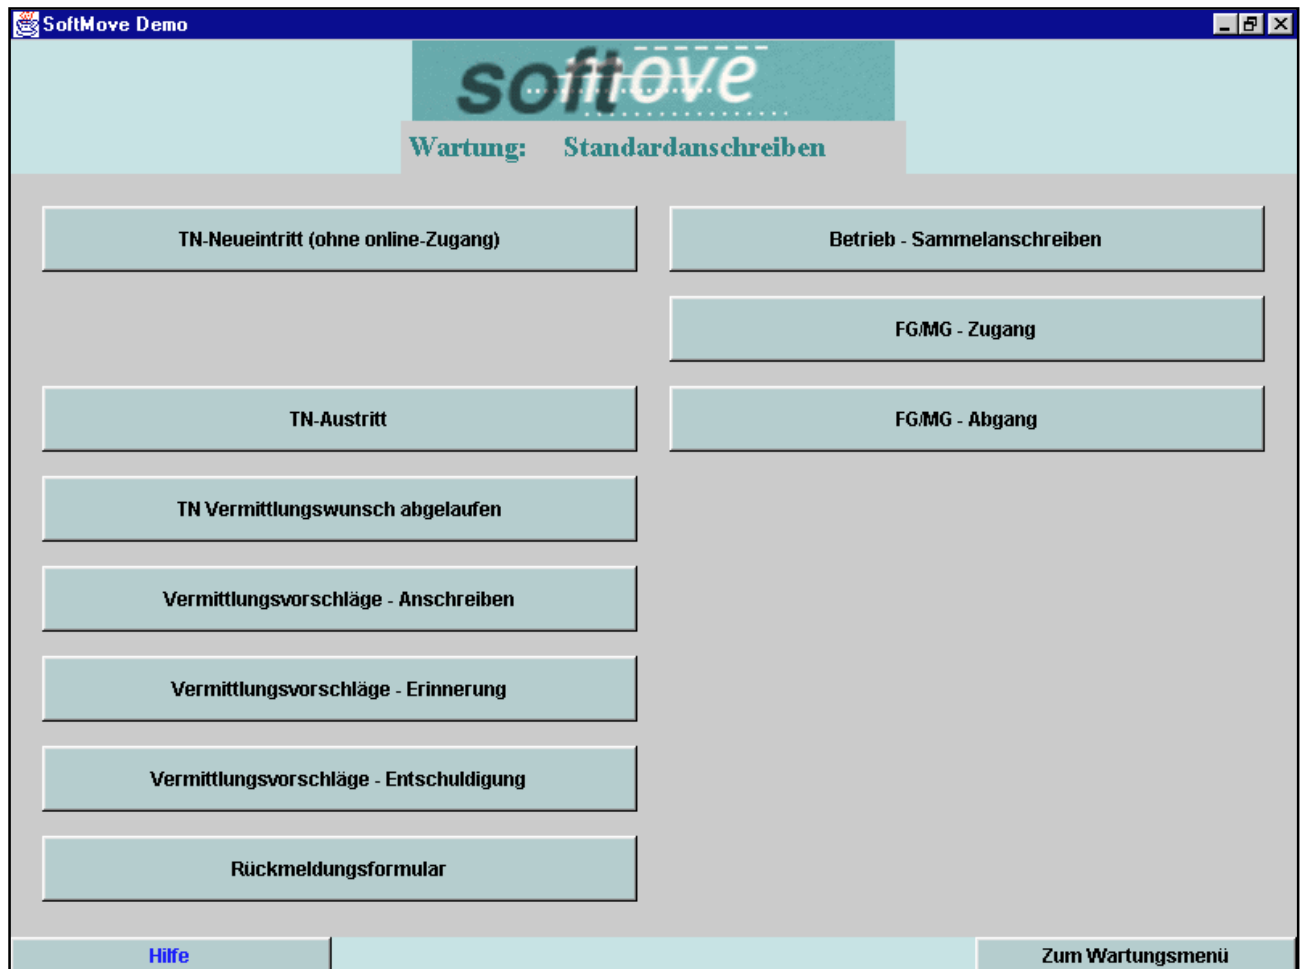 SoftMove Demo
softmove
Wartung: Standardanschreiben
TN-Neueintritt (ohne online-Zugang)
Betrieb - Sammelanschreiben
FG/MG - Zugang
TN-Austritt
FG/MG - Abgang
TN Vermittlungswunsch abgelaufen
Vermittlungsvorschläge - Anschreiben
Vermittlungsvorschläge - Erinnerung
Vermittlungsvorschläge - Entschuldigung
Rückmeldungsformular
Hilfe
Zum Wartungsmenü